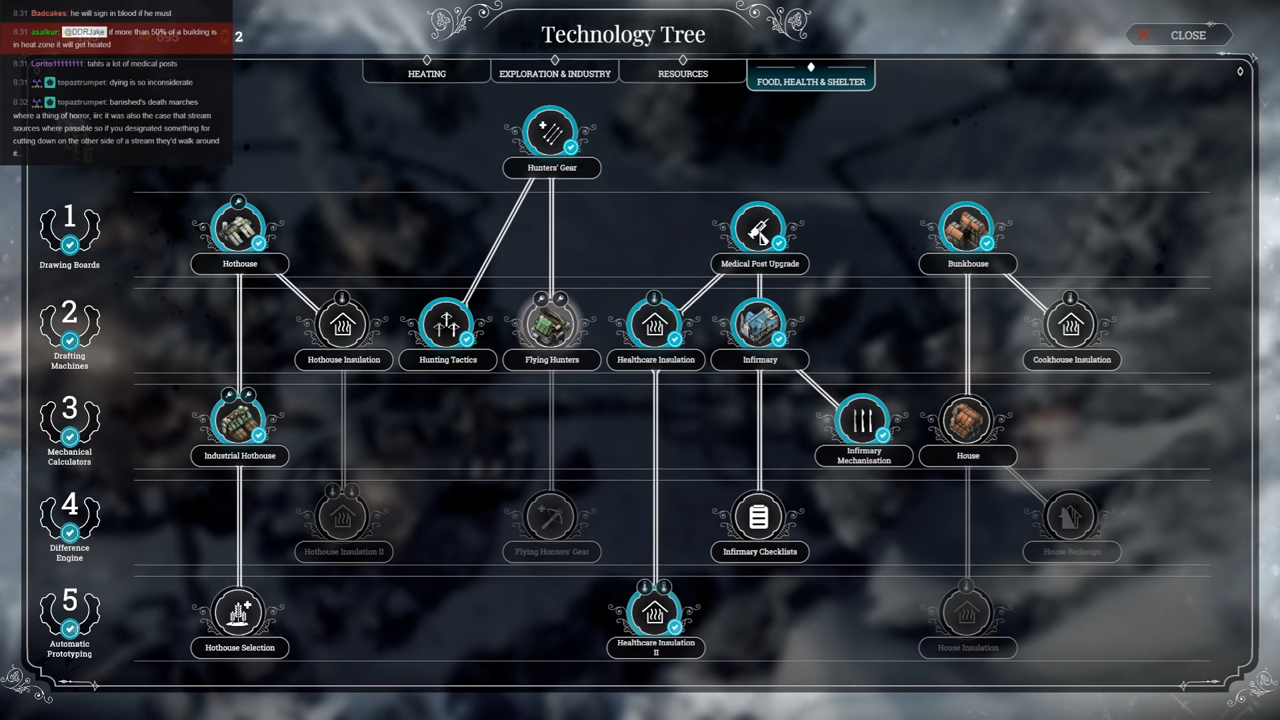 8:31 Badcakes: he will sign in blood if he must
8:31 asalkur: @DDRJake if more than 50% of a building is
in heat zone it will get heated
8:31 Lorito11111111: tahts a lot of medical posts
8:31 topaztrumpet: dying is so inconsiderate
8:32 topaztrumpet: banished's death marches
where a thing of horror, iirc it was also the case that stream
sources where possible so if you designated something for
cutting down on the other side of a stream they'd walk around
it...
2
Technology Tree
CLOSE
HEATING
EXPLORATION & INDUSTRY
RESOURCES
FOOD, HEALTH & SHELTER
Hunters' Gear
1
Drawing Boards
Hothouse
Medical Post Upgrade
Bunkhouse
2
Drafting
Machines
Hothouse Insulation
Hunting Tactics
Flying Hunters
Healthcare Insulation
Infirmary
Cookhouse Insulation
3
Mechanical
Calculators
Industrial Hothouse
Infirmary
Mechanisation
House
4
Difference
Engine
Hothouse Insulation II
Flying Hunters' Gear
Infirmary Checklists
House Redesign
5
Automatic
Prototyping
Hothouse Selection
Healthcare Insulation
II
House Insulation